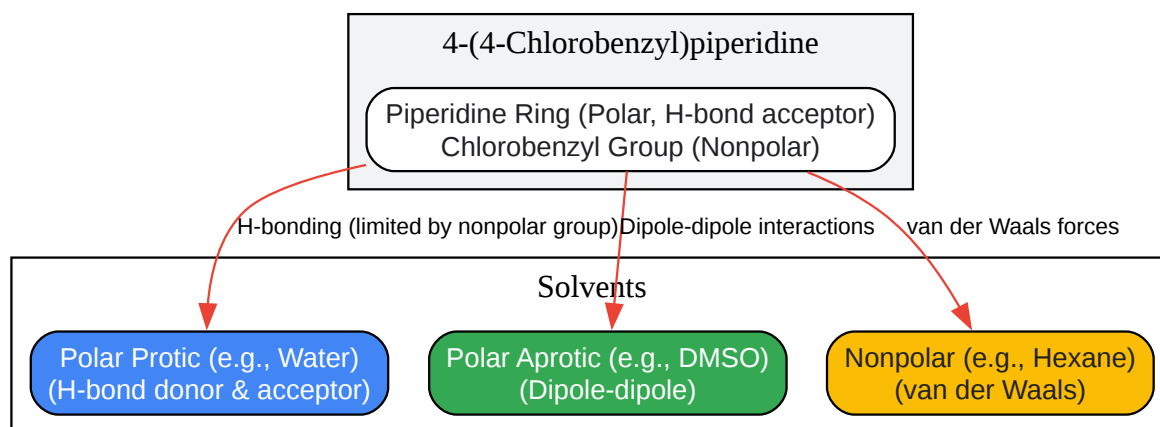 4-(4-Chlorobenzyl)piperidine
Piperidine Ring (Polar, H-bond acceptor)
Chlorobenzyl Group (Nonpolar)
H-bonding (limited by nonpolar group)
Dipole-dipole interactions
van der Waals forces
Solvents
Polar Protic (e.g., Water)
(H-bond donor & acceptor)
Polar Aprotic (e.g., DMSO)
(Dipole-dipole)
Nonpolar (e.g., Hexane)
(van der Waals)